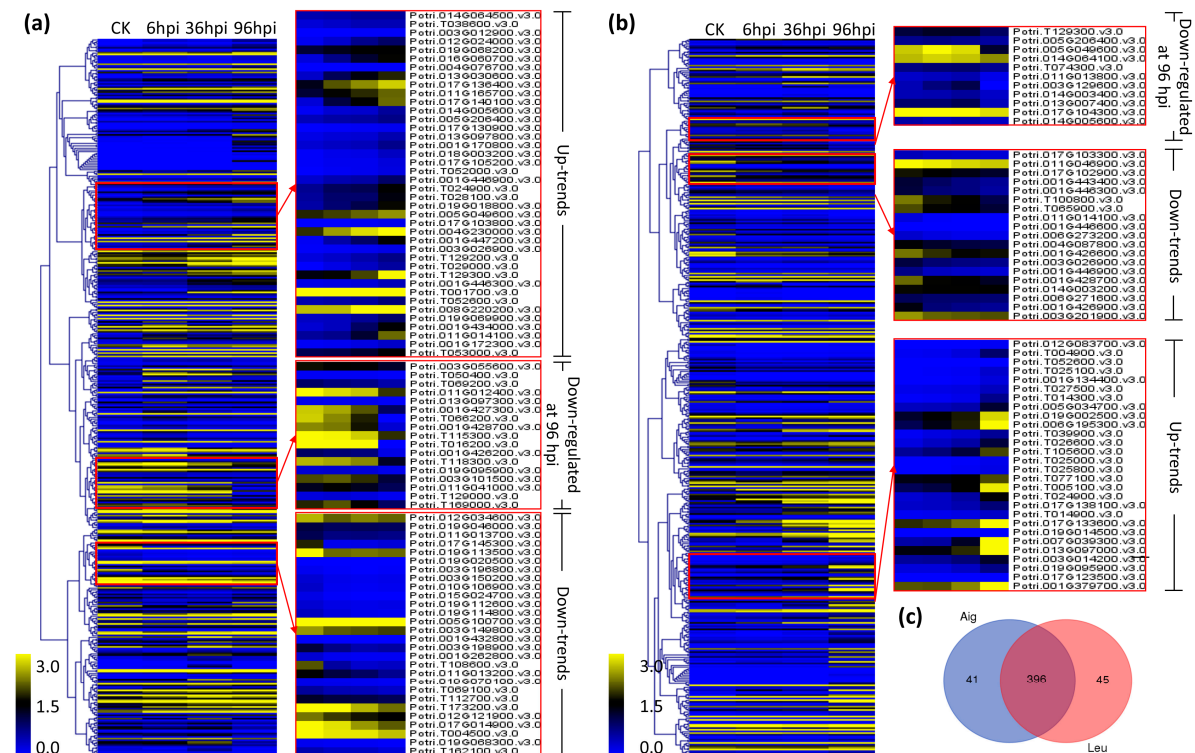 (a)
CK 6hpi 36hpi 96hpi
Potri.014G064500.v3.0
Potri.T038600.v3.0
Potri.003G012900.v3.0
Potri.012G024000.v3.0
Potri.019G068200.v3.0
Potri.016G060700.v3.0
Potri.004G076700.v3.0
Potri.013G030600.v3.0
Potri.017G136400.v3.0
Potri.011G135700.v3.0
Potri.017G140100.v3.0
Potri.014G005600.v3.0
Potri.005G206400.v3.0
Potri.017G130900.v3.0
Potri.013G097800.v3.0
Potri.001G170800.v3.0
Potri.018G003200.v3.0
Potri.017G105200.v3.0
Potri.T052000.v3.0
Potri.001G446900.v3.0
Potri.T024900.v3.0
Potri.T028100.v3.0
Potri.019G018800.v3.0
Potri.005G049600.v3.0
Potri.017G103800.v3.0
Potri.004G230000.v3.0
Potri.001G447200.v3.0
Potri.003G026900.v3.0
Potri.T129200.v3.0
Potri.T029000.v3.0
Potri.T129300.v3.0
Potri.001G446300.v3.0
Potri.T001700.v3.0
Potri.T052600.v3.0
Potri.008G220200.v3.0
Potri.019G069900.v3.0
Potri.001G434000.v3.0
Potri.011G014100.v3.0
Potri.001G172300.v3.0
Potri.T053000.v3.0
Up-trends
Potri.003G055600.v3.0
Potri.T050400.v3.0
Potri.T069200.v3.0
Potri.011G012400.v3.0
Potri.013G097300.v3.0
Potri.001G427300.v3.0
Potri.T066200.v3.0
Potri.001G428700.v3.0
Potri.T115300.v3.0
Potri.T016200.v3.0
Potri.001G426200.v3.0
Potri.T118300.v3.0
Potri.019G095900.v3.0
Potri.003G101500.v3.0
Potri.011G041000.v3.0
Potri.T129000.v3.0
Potri.T169000.v3.0
Down-regulated
at 96 hpi
Potri.012G034600.v3.0
Potri.019G046000.v3.0
Potri.011G013700.v3.0
Potri.017G145300.v3.0
Potri.019G113500.v3.0
Potri.019G020500.v3.0
Potri.003G196800.v3.0
Potri.003G150200.v3.0
Potri.010G106900.v3.0
Potri.015G024700.v3.0
Potri.019G112600.v3.0
Potri.019G114800.v3.0
Potri.005G100700.v3.0
Potri.003G149800.v3.0
Potri.001G432800.v3.0
Potri.003G198900.v3.0
Potri.001G262800.v3.0
Potri.T108600.v3.0
Potri.011G013200.v3.0
Potri.010G070100.v3.0
Potri.T069100.v3.0
Potri.T112700.v3.0
Potri.T173200.v3.0
Potri.012G121900.v3.0
Potri.017G014900.v3.0
Potri.T004500.v3.0
Potri.019G068300.v3.0
Potri.T162100.v3.0
Down-trends
3.0
1.5
0.0
(b)
CK 6hpi 36hpi 96hpi
Potri.T129300.v3.0
Potri.005G206400.v3.0
Potri.005G049600.v3.0
Potri.014G064100.v3.0
Potri.T074300.v3.0
Potri.011G013800.v3.0
Potri.003G129600.v3.0
Potri.014G003400.v3.0
Potri.013G007400.v3.0
Potri.017G104300.v3.0
Potri.014G005600.v3.0
Down-regulated
at 96 hpi
Potri.017G103300.v3.0
Potri.011G046900.v3.0
Potri.017G102900.v3.0
Potri.001G443400.v3.0
Potri.001G446300.v3.0
Potri.T100800.v3.0
Potri.T065900.v3.0
Potri.011G014100.v3.0
Potri.001G446600.v3.0
Potri.006G273200.v3.0
Potri.004G087800.v3.0
Potri.001G426600.v3.0
Potri.003G026900.v3.0
Potri.001G446900.v3.0
Potri.001G428700.v3.0
Potri.014G003200.v3.0
Potri.006G271800.v3.0
Potri.001G426900.v3.0
Potri.003G201900.v3.0
Down-trends
Potri.012G083700.v3.0
Potri.T004900.v3.0
Potri.T052600.v3.0
Potri.T025100.v3.0
Potri.001G134400.v3.0
Potri.T027500.v3.0
Potri.T014300.v3.0
Potri.005G034700.v3.0
Potri.019G002500.v3.0
Potri.006G195300.v3.0
Potri.T039900.v3.0
Potri.T026600.v3.0
Potri.T105600.v3.0
Potri.T025000.v3.0
Potri.T025800.v3.0
Potri.T077100.v3.0
Potri.T005100.v3.0
Potri.T024900.v3.0
Potri.017G138100.v3.0
Potri.T014900.v3.0
Potri.017G133600.v3.0
Potri.019G014500.v3.0
Potri.007G039300.v3.0
Potri.013G097000.v3.0
Potri.003G014200.v3.0
Potri.019G095900.v3.0
Potri.017G123500.v3.0
Potri.001G379700.v3.0
Up-trends
3.0
1.5
0.0
(c)
Aig
41
396
45
Leu